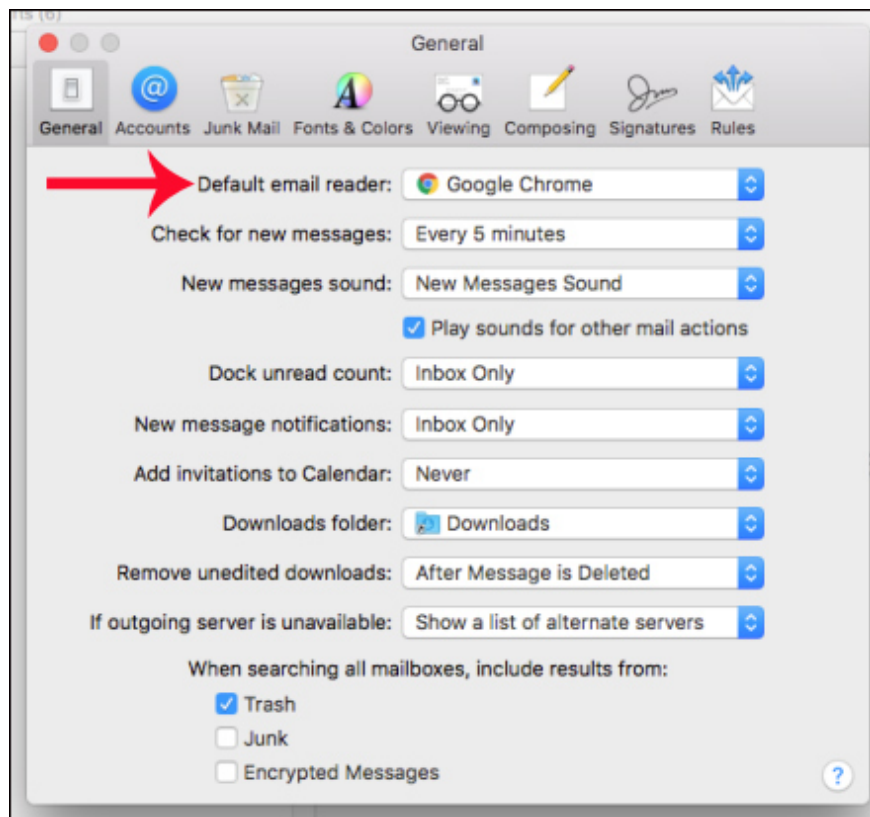 ts (6)
General
General Accounts Junk Mail Fonts & Colors Viewing Composing Signatures Rules
Default email reader: Google Chrome
Check for new messages: Every 5 minutes
New messages sound: New Messages Sound
Play sounds for other mail actions
Dock unread count: Inbox Only
New message notifications: Inbox Only
Add invitations to Calendar: Never
Downloads folder: Downloads
Remove unedited downloads: After Message is Deleted
If outgoing server is unavailable: Show a list of alternate servers
When searching all mailboxes, include results from:
Trash
Junk
Encrypted Messages
?